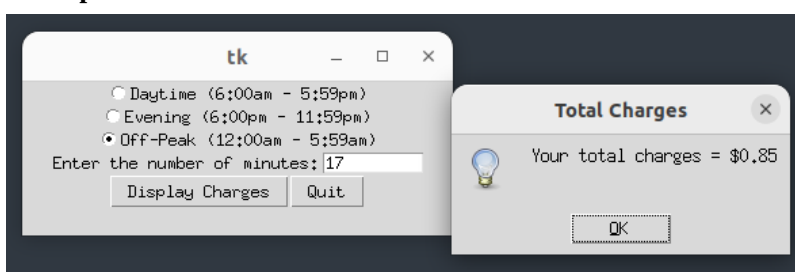 tk
Daytime (6:00am - 5:59pm)
Evening (6:00pm - 11:59pm)
Off-Peak (12:00am - 5:59am)
Enter the number of minutes: 17
Display Charges Quit
Total Charges
Your total charges = $0.85
OK